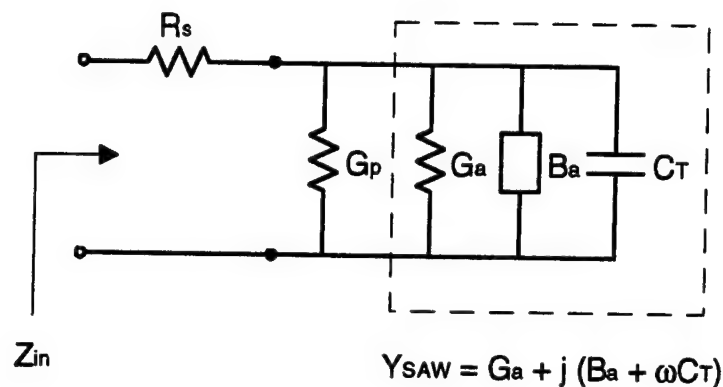 Rs
Gp Ga Ba CT
Zin
YSAW = Ga + j (Ba + ωCT)